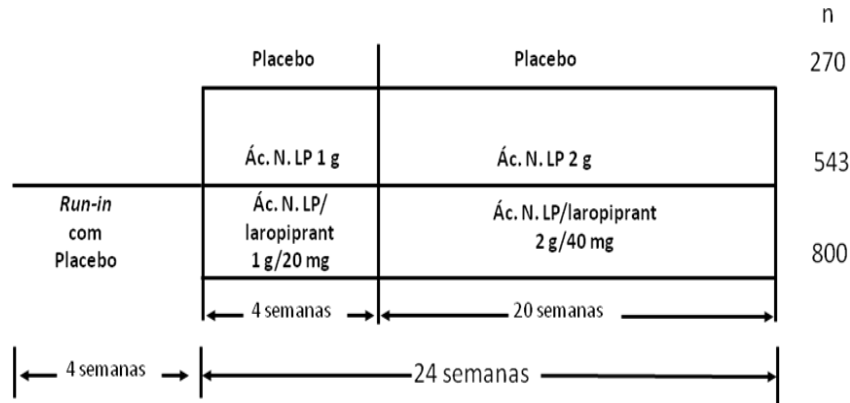 n
Placebo Placebo 270
Ác. N. LP 1 g Ác. N. LP 2 g 543
Run-in
com
Placebo
Ác. N. LP/
laropiprant
1 g/20 mg
Ác. N. LP/laropiprant
2 g/40 mg
800
4 semanas 20 semanas
4 semanas 24 semanas